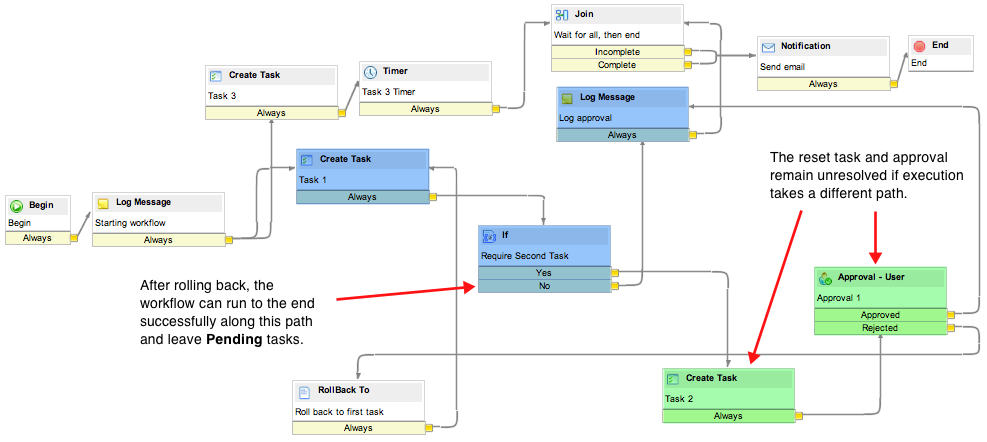 Join
Wait for all, then end
Incomplete
Complete
Notification
Send email
Always
End
End
Create Task
Task 3
Always
Timer
Task 3 Timer
Always
Log Message
Log approval
Always
Create Task
Task 1
Always
The reset task and approval
remain unresolved if execution
takes a different path.
Begin
Begin
Always
Log Message
Starting workflow
Always
If
Require Second Task
Yes
No
After rolling back, the
workflow can run to the end
successfully along this path
and leave Pending tasks.
Approval - User
Approval 1
Approved
Rejected
RollBack To
Roll back to first task
Always
Create Task
Task 2
Always